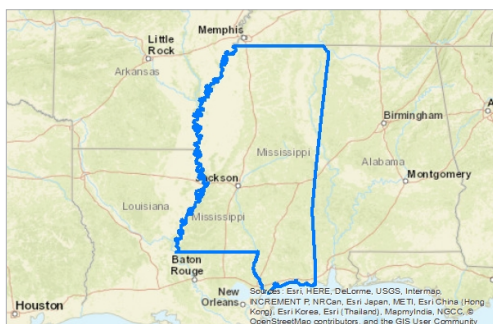 Memphis
Little
Rock
Arkansas
Birmingham
Mississippi
Alabama
Jackson
Montgomery
Louisiana
Mississippi
Baton
Rouge
New
Orleans
Houston
Sources: Esri, HERE, DeLorme, USGS, Intermap,
INCREMENT P, NRCan, Esri Japan, METI, Esri China (Hong
Kong), Esri Korea, Esri (Thailand), MapmyIndia, NGCC, ©
OpenStreetMap contributors, and the GIS User Community